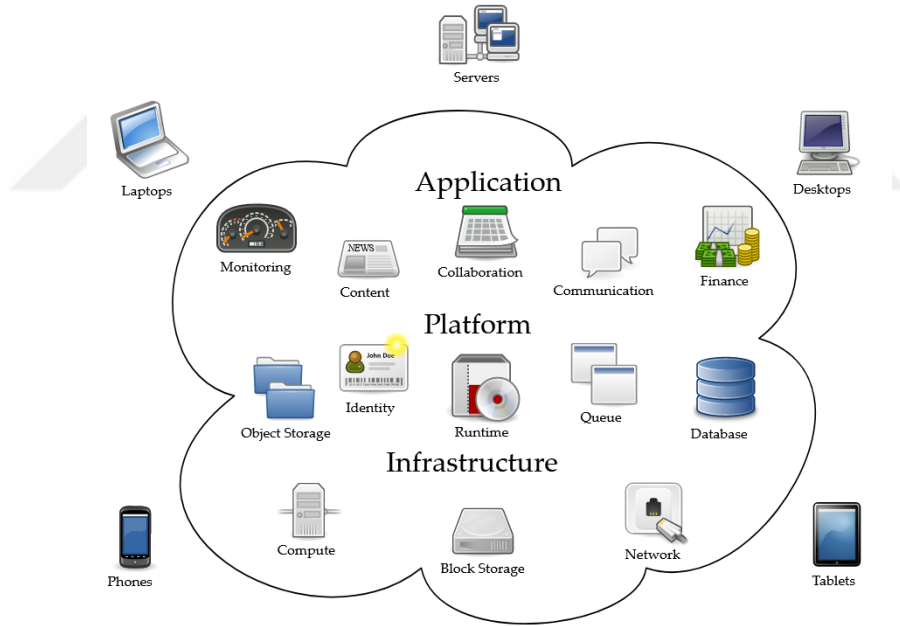 Servers
Laptops
Desktops
Application
Monitoring
NEWS
Content
Collaboration
Communication
Finance
Platform
John Doe
Object Storage
Identity
Runtime
Queue
Database
Infrastructure
Compute
Block Storage
Network
Phones
Tablets